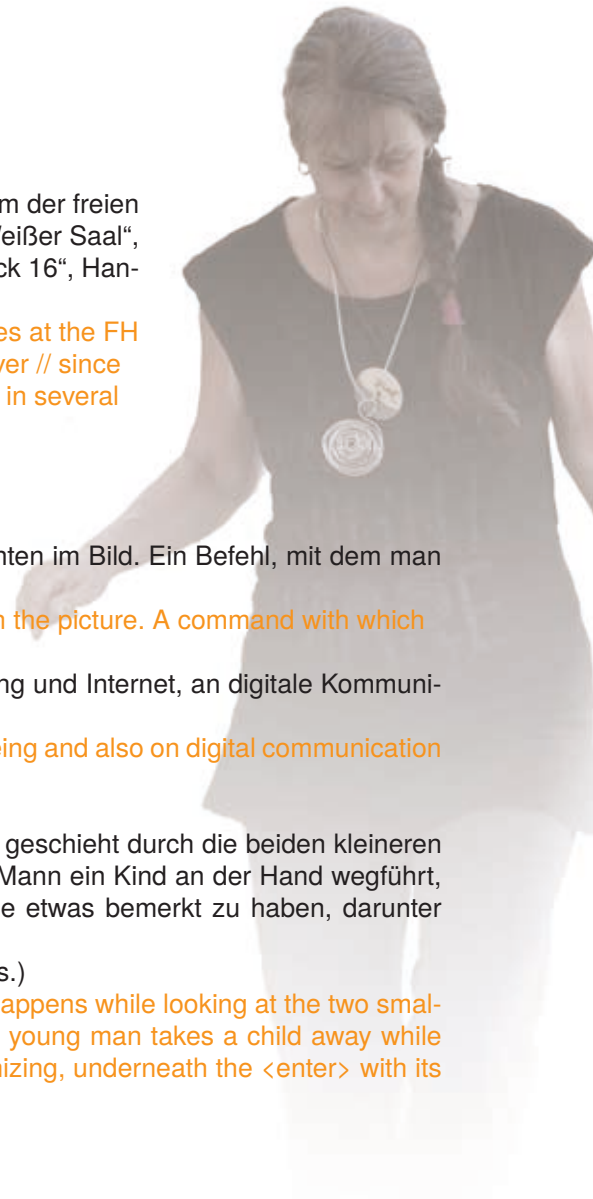 m der freien
eißer Saal“,
ck 16“, Han-
es at the FH
ver // since
in several
nten im Bild. Ein Befehl, mit dem man
n the picture. A command with which
ng und Internet, an digitale Kommuni-
eing and also on digital communication
geschieht durch die beiden kleineren
Mann ein Kind an der Hand wegführt,
e etwas bemerkt zu haben, darunter
s.)
appens while looking at the two smal-
young man takes a child away while
nizing, underneath the <enter> with its